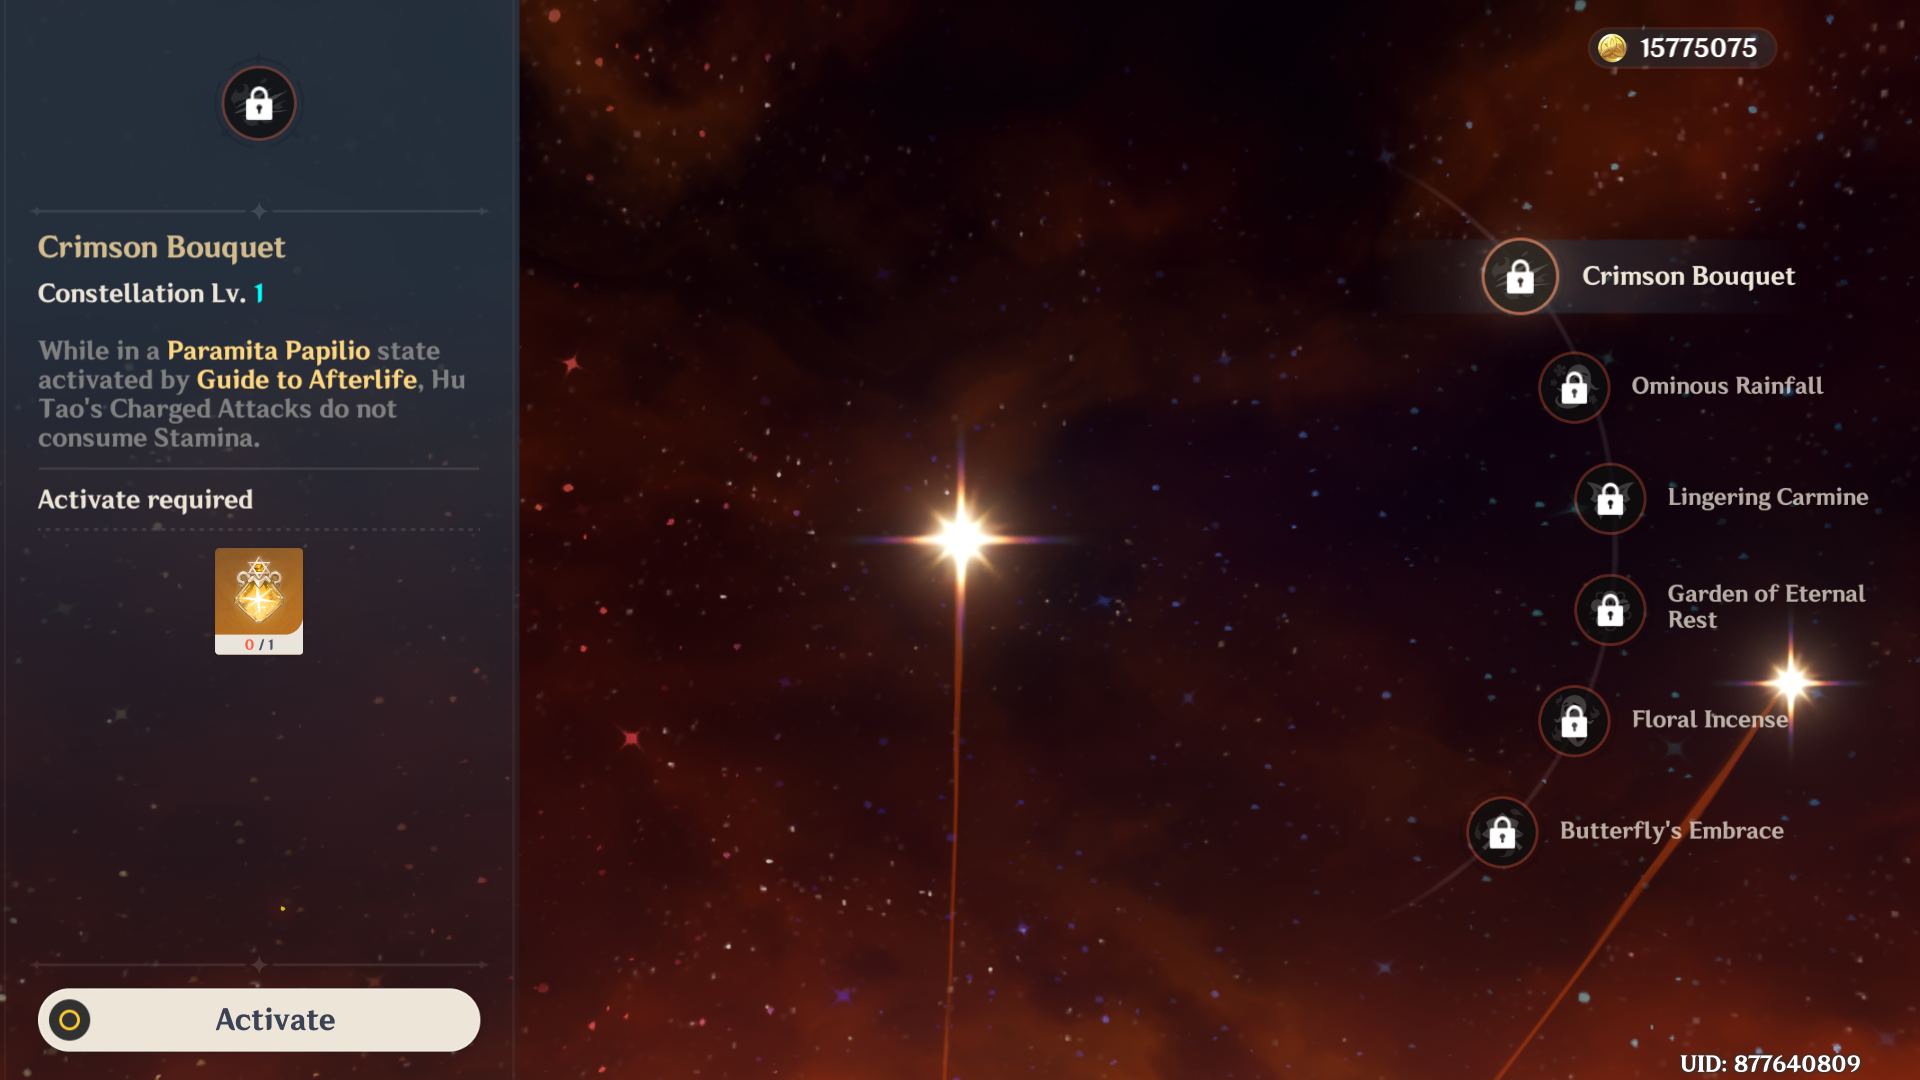 15775075
Crimson Bouquet
Constellation Lv. 1
While in a Paramita Papilio state
activated by Guide to Afterlife, Hu
Tao's Charged Attacks do not
consume Stamina.
Activate required
0 / 1
Activate
Crimson Bouquet
Ominous Rainfall
Lingering Carmine
Garden of Eternal
Rest
Floral Incense
Butterfly's Embrace
UID: 877640809